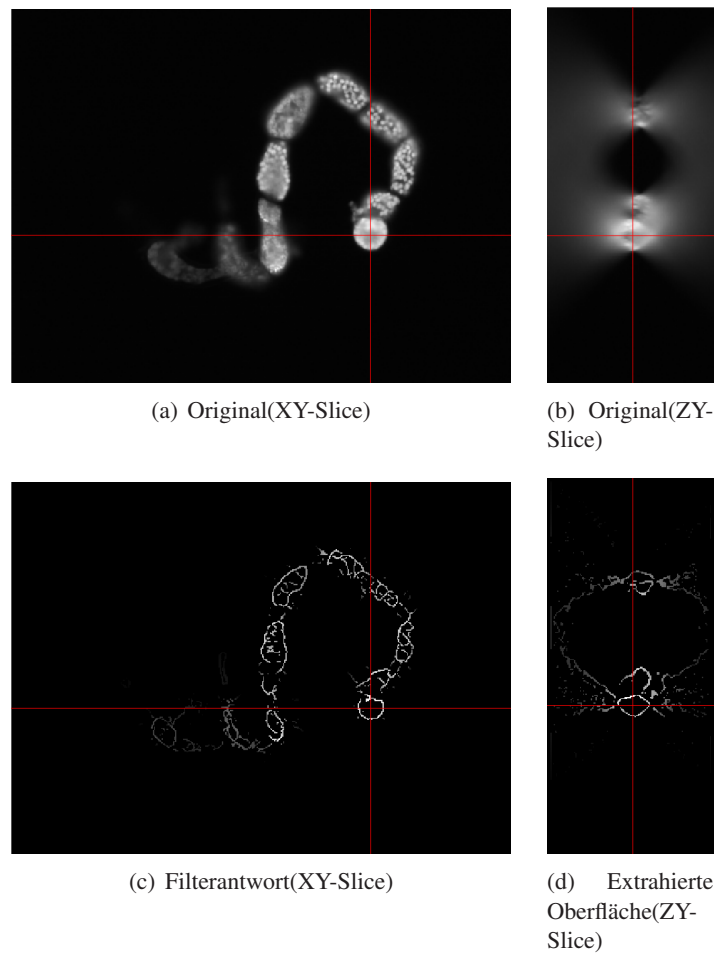 (a) Original(XY-Slice)
(b) Original(ZY-
Slice)
(c) Filterantwort(XY-Slice)
(d) Extrahierte
Oberfläche(ZY-
Slice)